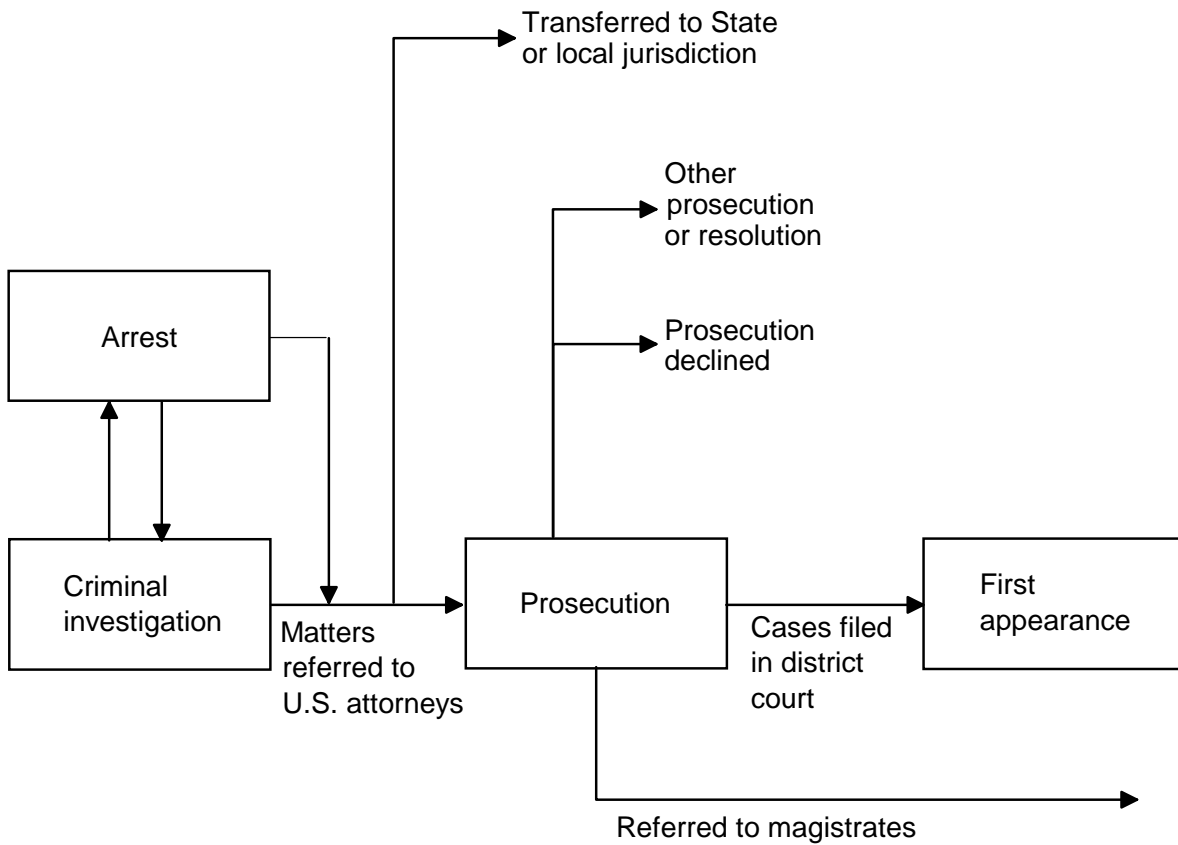 Transferred to State
or local jurisdiction
Other
prosecution
or resolution
Arrest
Prosecution
declined
Criminal
investigation
Matters
referred to
U.S. attorneys
Prosecution
Cases filed
in district
court
First
appearance
Referred to magistrates